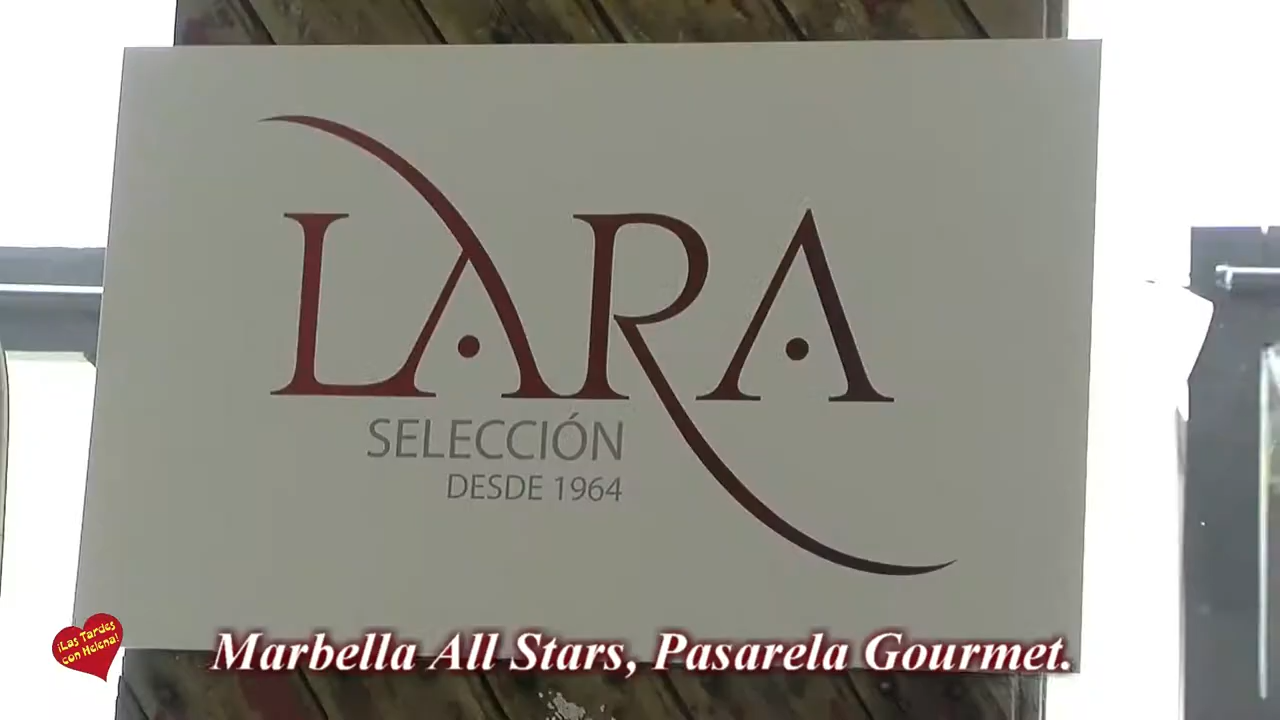 LARA
SELECCIÓN
DESDE 1964
¡Las Tardes
con Helena!
Marbella All Stars, Pasarela Gourmet.